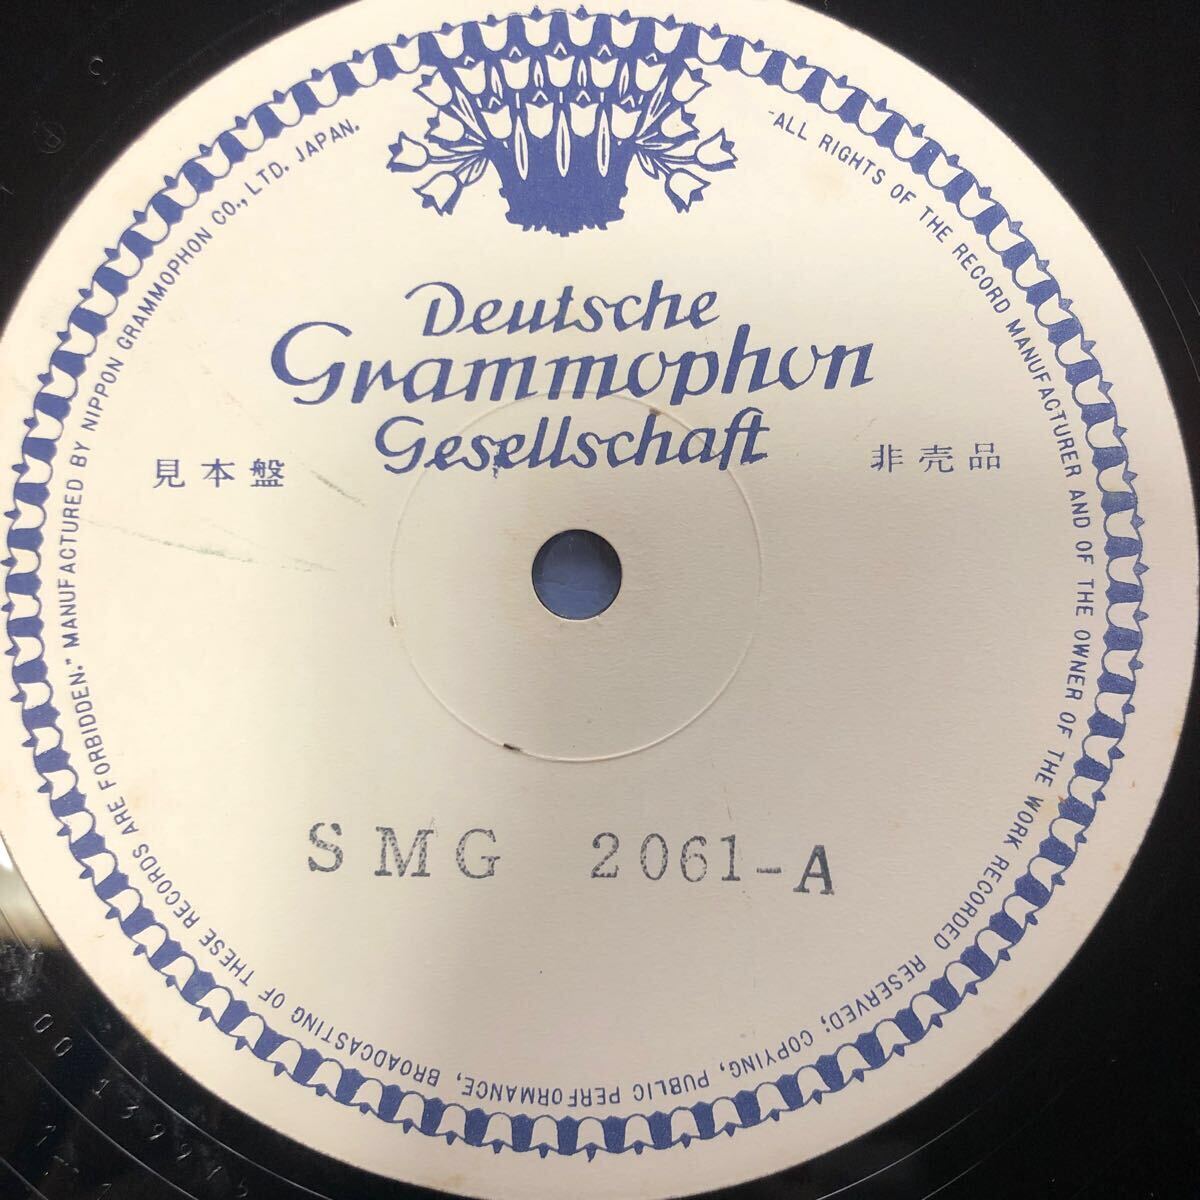 Deutsche
Grammophon
Gesellschaft
見本盤
非売品
SMG 2061-A
-ALL RIGHTS OF THE RECORD MANUFACTURER AND OF THE OWNER OF THE WORK RECORDED RESERVED; COPYING, PUBLIC PERFORMANCE, BROADCASTING OF THESE RECORDS ARE FORBIDDEN." MANUFACTURED BY NIPPON GRAMMOPHON CO., LTD. JAPAN.